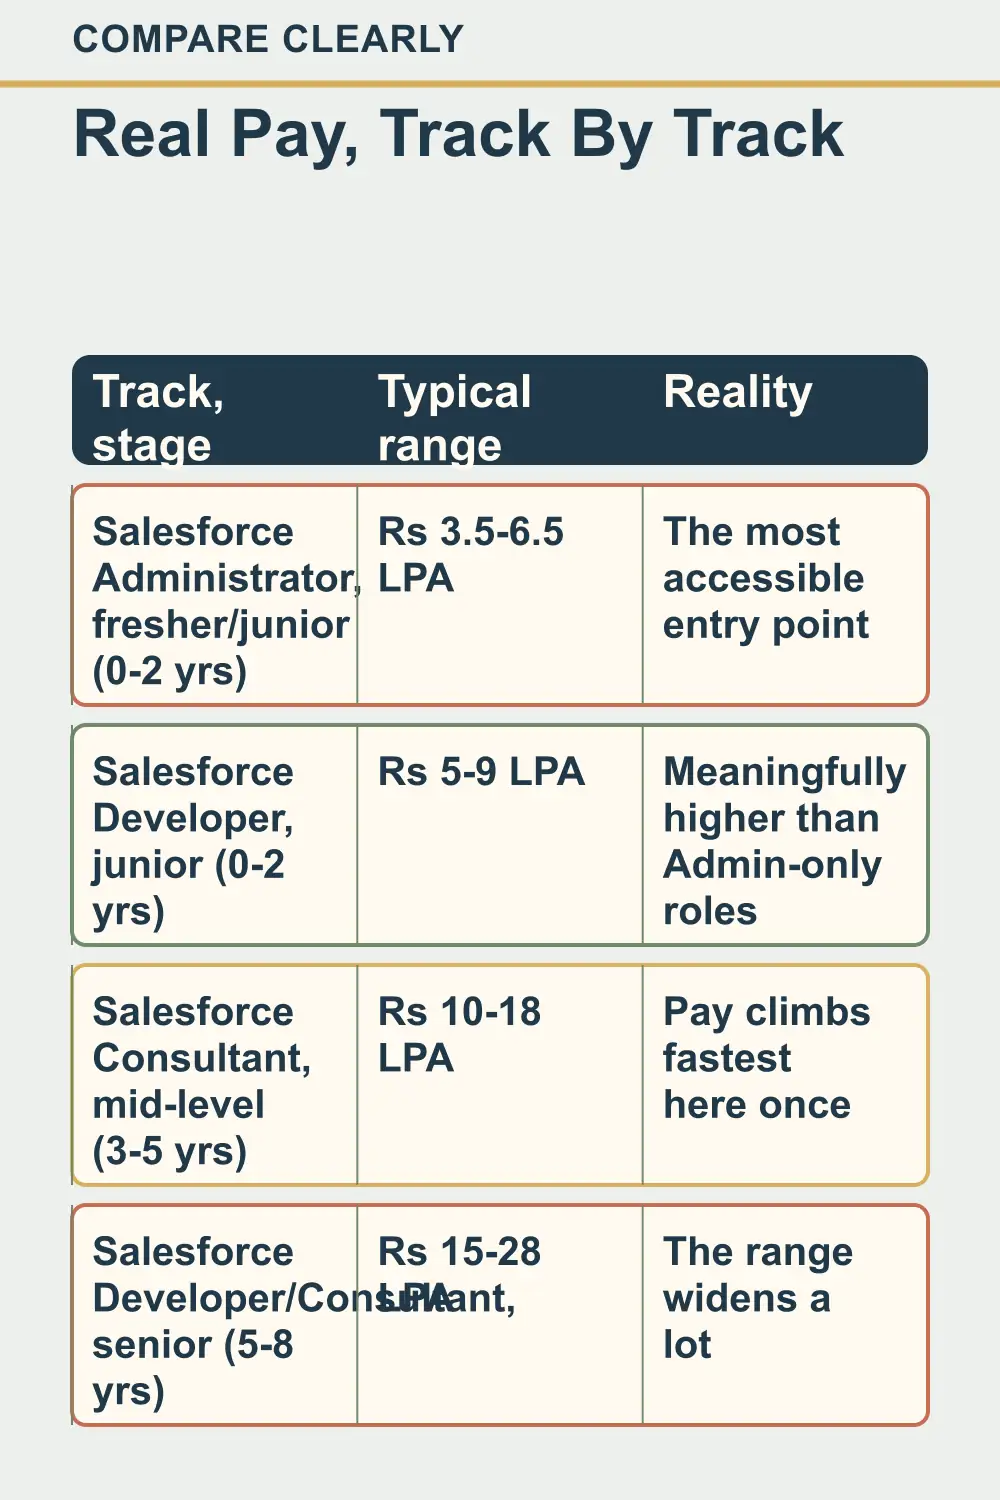 COMPARE CLEARLY
Real Pay, Track By Track
Track,
stage
Typical
range
Reality
Salesforce
Administrator,
fresher/junior
(0-2 yrs)
Rs 3.5-6.5
LPA
The most
accessible
entry point
Salesforce
Developer,
junior (0-2
yrs)
Rs 5-9 LPA
Meaningfully
higher than
Admin-only
roles
Salesforce
Consultant,
mid-level
(3-5 yrs)
Rs 10-18
LPA
Pay climbs
fastest
here once
Salesforce
Developer/Consultant,
senior (5-8
yrs)
Rs 15-28
LPA
The range
widens a
lot